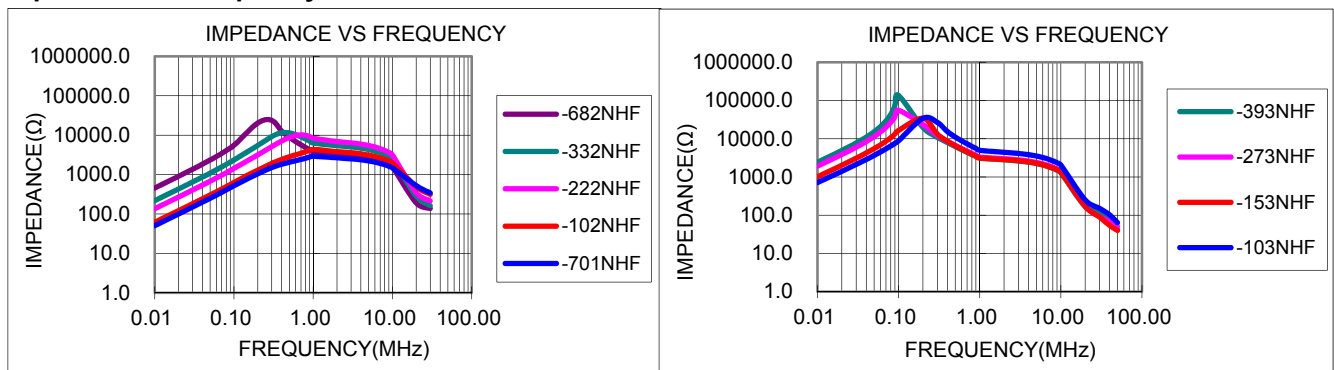 IMPEDANCE VS FREQUENCY
1000000.0
100000.0
10000.0
1000.0
100.0
10.0
1.0
IMPEDANCE(Ω)
0.01 0.10 1.00 10.00 100.00
FREQUENCY(MHz)
-682NHF
-332NHF
-222NHF
-102NHF
-701NHF
IMPEDANCE VS FREQUENCY
1000000.0
100000.0
10000.0
1000.0
100.0
10.0
1.0
IMPEDANCE(Ω)
0.01 0.10 1.00 10.00 100.00
FREQUENCY(MHz)
-393NHF
-273NHF
-153NHF
-103NHF